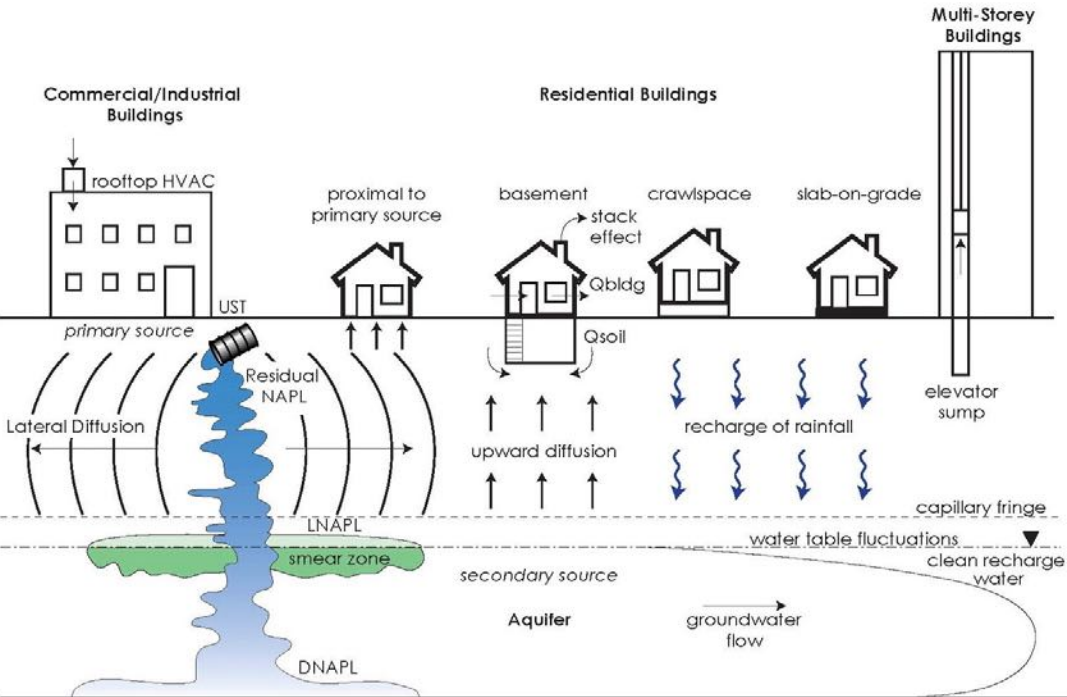 Multi-Storey
Buildings
Commercial/Industrial
Buildings
Residential Buildings
rooftop HVAC
proximal to
primary source
basement
crawlspace
slab-on-grade
stack
effect
Qbldg
UST
primary source
Qsoil
Residual
NAPL
elevator
sump
Lateral Diffusion
upward diffusion
recharge of rainfall
capillary fringe
LNAPL
water table fluctuations
smear zone
clean recharge
water
secondary source
Aquifer
groundwater
flow
DNAPL